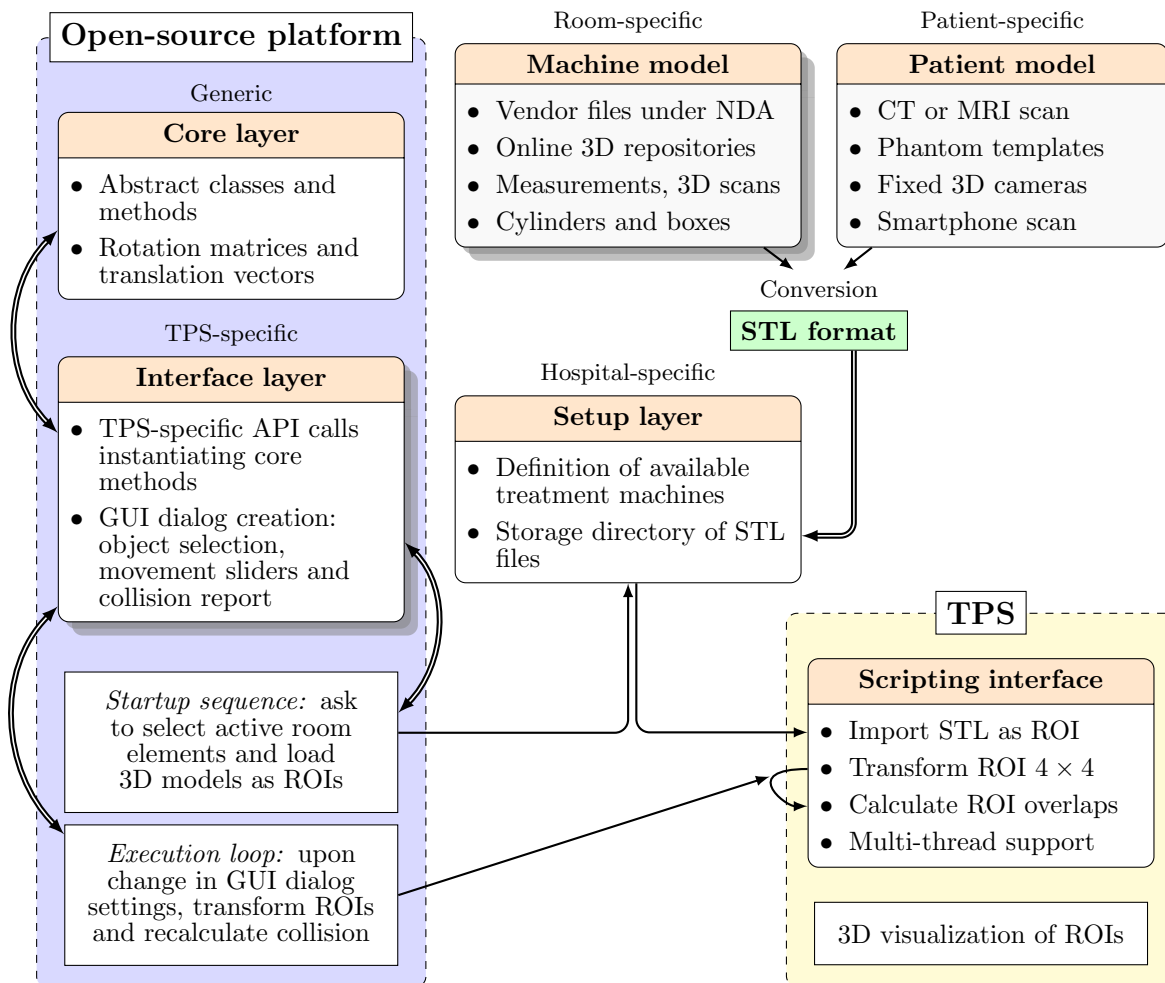 Open-source platform
Generic
Core layer
• Abstract classes and
methods
• Rotation matrices and
translation vectors
TPS-specific
Interface layer
• TPS-specific API calls
instantiating core
methods
• GUI dialog creation:
object selection,
movement sliders and
collision report
Startup sequence: ask
to select active room
elements and load
3D models as ROIs
Execution loop: upon
change in GUI dialog
settings, transform ROIs
and recalculate collision
Room-specific
Machine model
• Vendor files under NDA
• Online 3D repositories
• Measurements, 3D scans
• Cylinders and boxes
Patient-specific
Patient model
• CT or MRI scan
• Phantom templates
• Fixed 3D cameras
• Smartphone scan
Conversion
STL format
Hospital-specific
Setup layer
• Definition of available
treatment machines
• Storage directory of STL
files
TPS
Scripting interface
• Import STL as ROI
• Transform ROI 4 × 4
• Calculate ROI overlaps
• Multi-thread support
3D visualization of ROIs